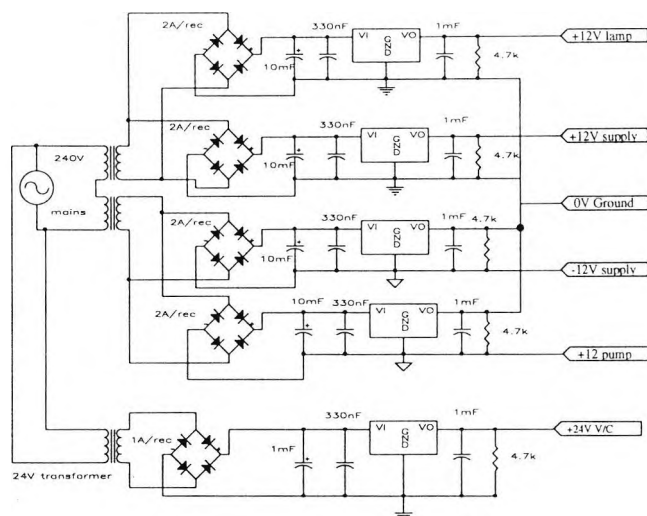 2A/rec
330nF
1mF
VI
VO
GND
10mF
4.7k
+12V lamp
2A/rec
330nF
1mF
VI
VO
GND
10mF
4.7k
+12V supply
240V
mains
0V Ground
2A/rec
330nF
1mF
4.7k
VI
VO
GND
10mF
-12V supply
2A/rec
10mF
330nF
1mF
VI
VO
GND
4.7k
+12 pump
1A/rec
330nF
1mF
VI
VO
GND
1mF
4.7k
+24V V/C
24V transformer